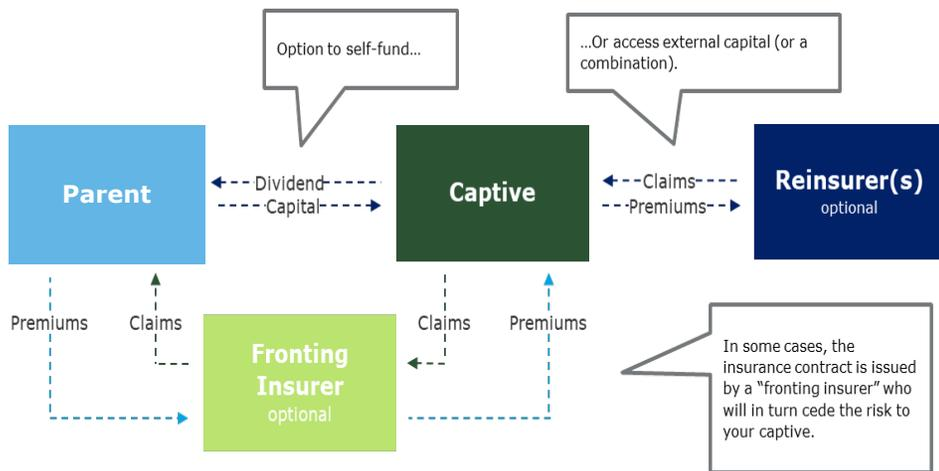 Option to self-fund...
...Or access external capital (or a
combination).
Parent
Dividend
Capital
Captive
Claims
Premiums
Reinsurer(s)
optional
Premiums
Claims
Claims
Premiums
Fronting
Insurer
optional
In some cases, the
insurance contract is issued
by a “fronting insurer” who
will in turn cede the risk to
your captive.